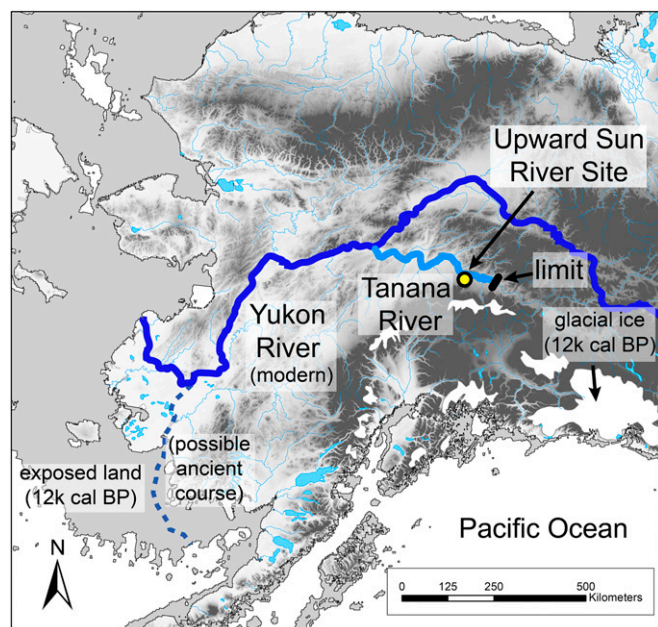 Upward Sun
River Site
limit
Tanana
River
glacial ice
(12k cal BP)
Yukon
River
(modern)
(possible
ancient
course)
exposed land
(12k cal BP)
Pacific Ocean
N
0 125 250 500
Kilometers